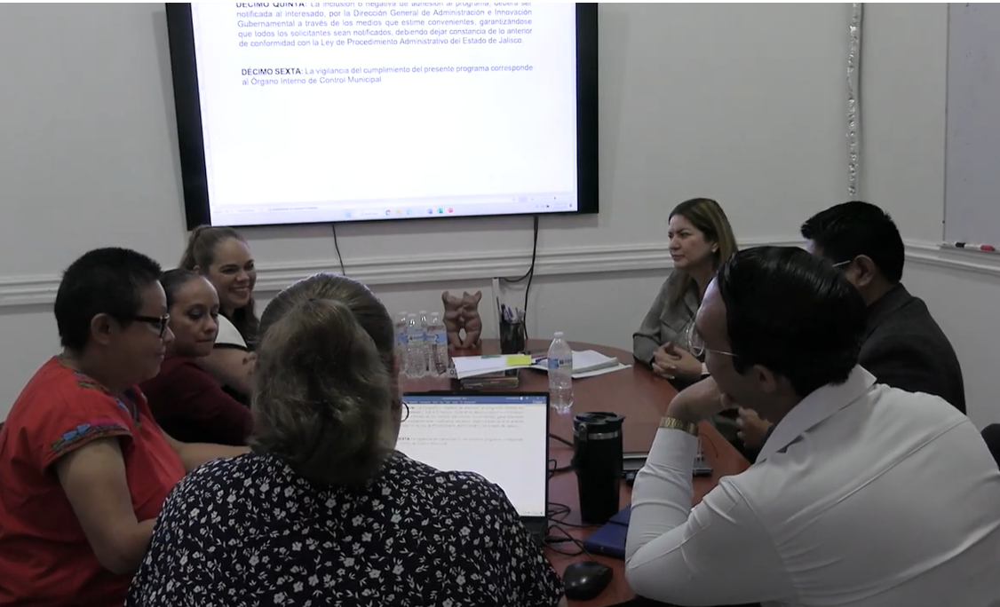 DÉCIMO QUINTA: La inclusión o negativa de adhesión al programa, deberá ser
notificada al interesado, por la Dirección General de Administración e Innovación
Gubernamental a través de los medios que estime convenientes, garantizándose
que todos los solicitantes sean notificados, debiendo dejar constancia de lo anterior
de conformidad con la Ley de Procedimiento Administrativo del Estado de Jalisco.
DÉCIMO SEXTA: La vigilancia del cumplimiento del presente programa corresponde
al Órgano Interno de Control Municipal